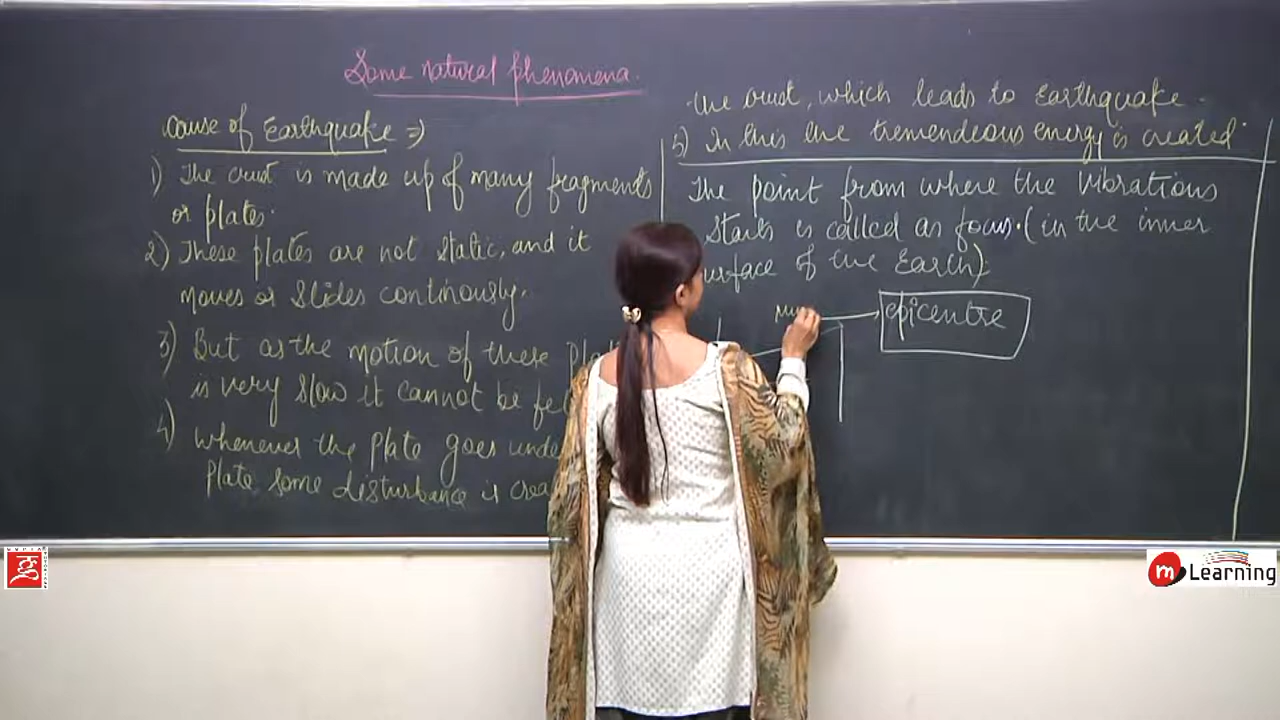 Some natural phenomena.
Cause of Earthquake ⇒
1) The crust is made up of many fragments
or plates.
2) These plates are not static, and it
moves or slides continously.
3) But as the motion of these
is very slow it cannot be
4) Whenever the plate goes
plate some disturbance is
the crust, which leads to Earthquake.
5) In this the tremendeous energy is created.
The point from where the vibrations
starts is called as focus. (in the inner
urface of the Earth)
epicentre
m Learning